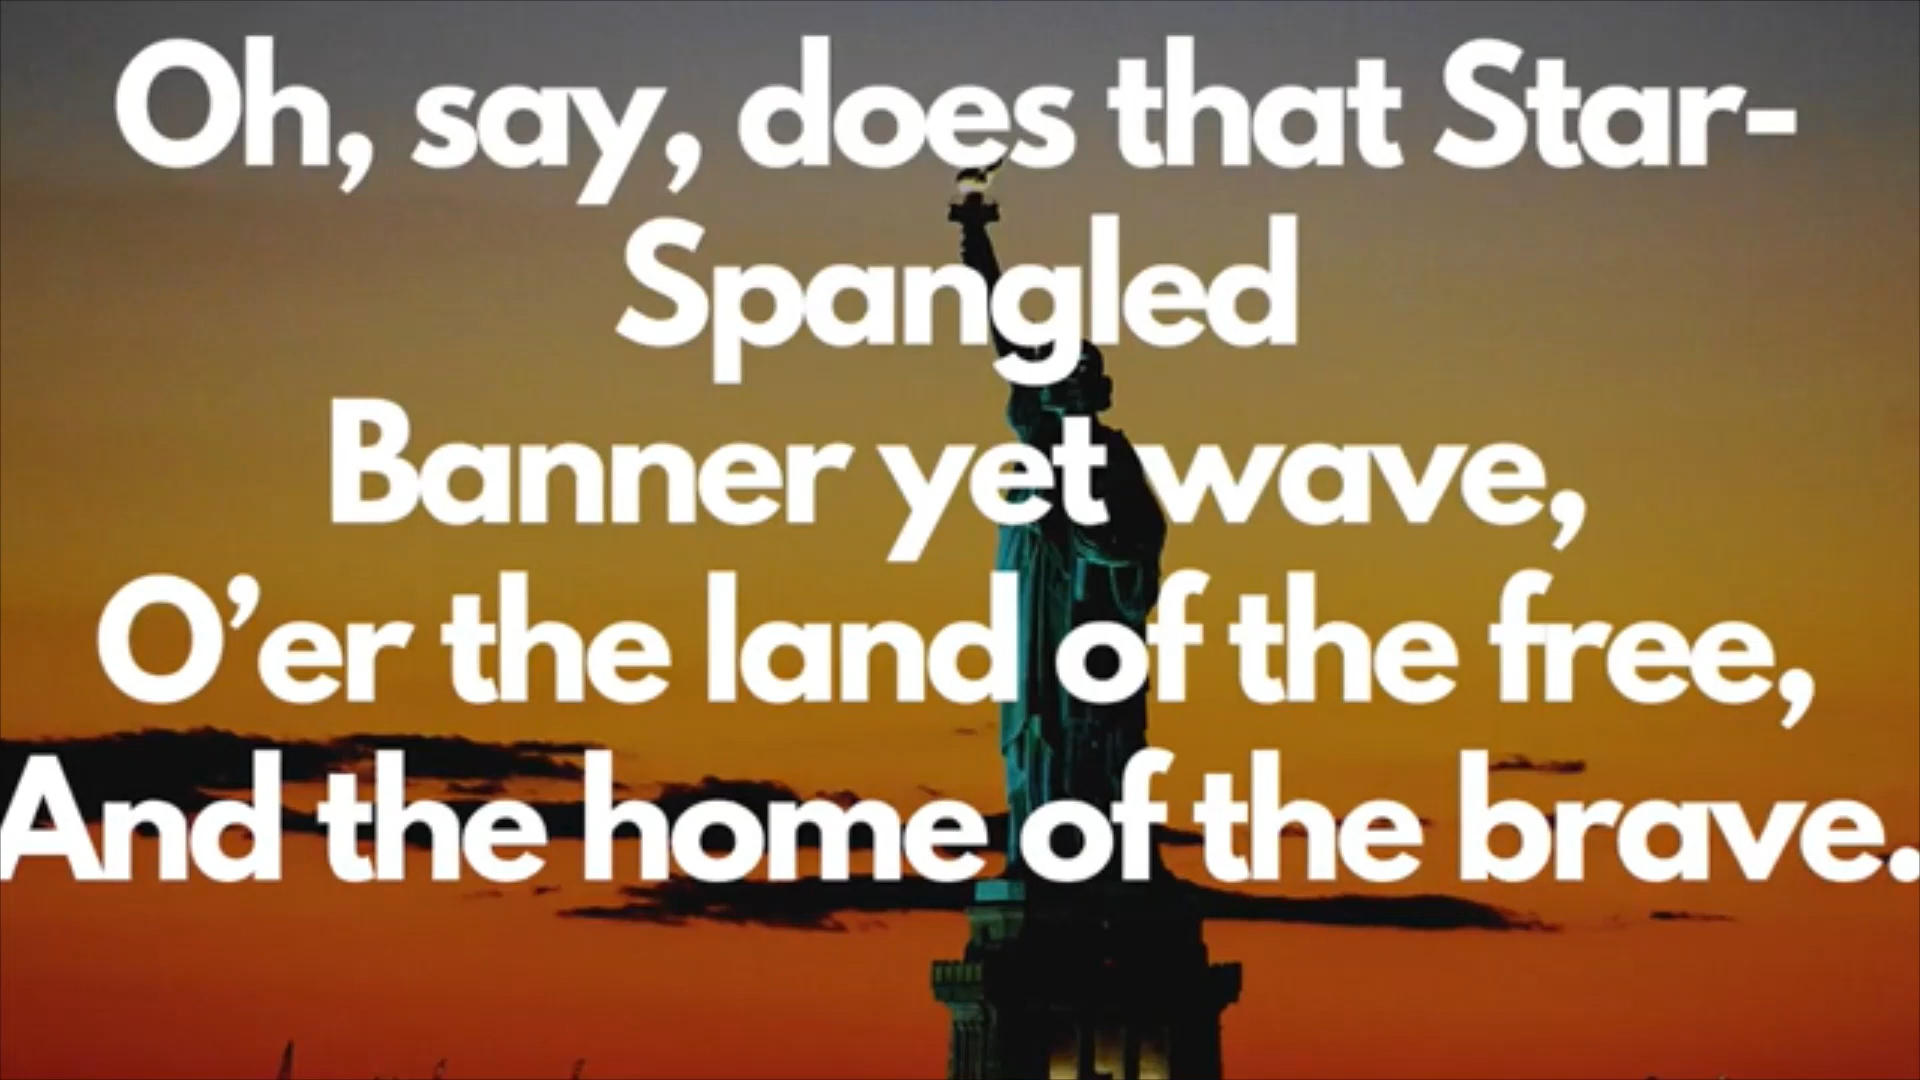 Oh, say, does that Star-
Spangled
Banner yet wave,
O’er the land of the free,
And the home of the brave.